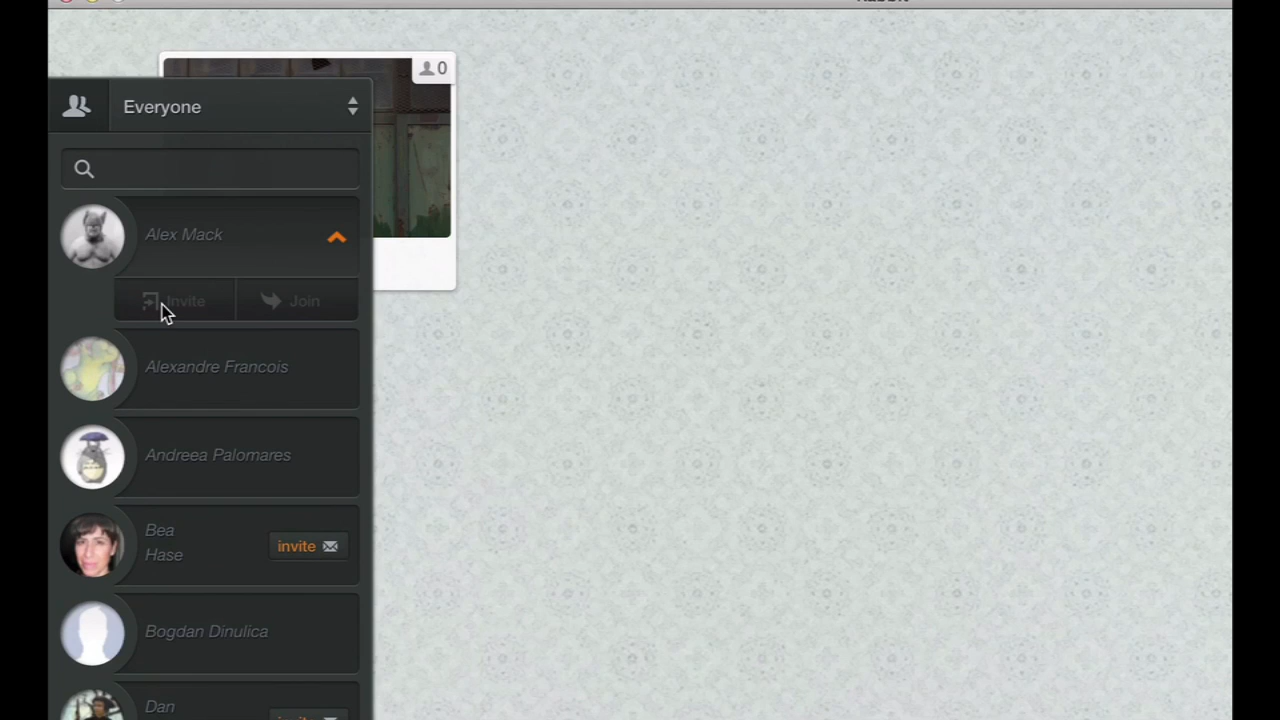 0
Everyone
Alex Mack
Invite
Join
Alexandre Francois
Andreea Palomares
Bea
Hase
invite
Bogdan Dinulica
Dan